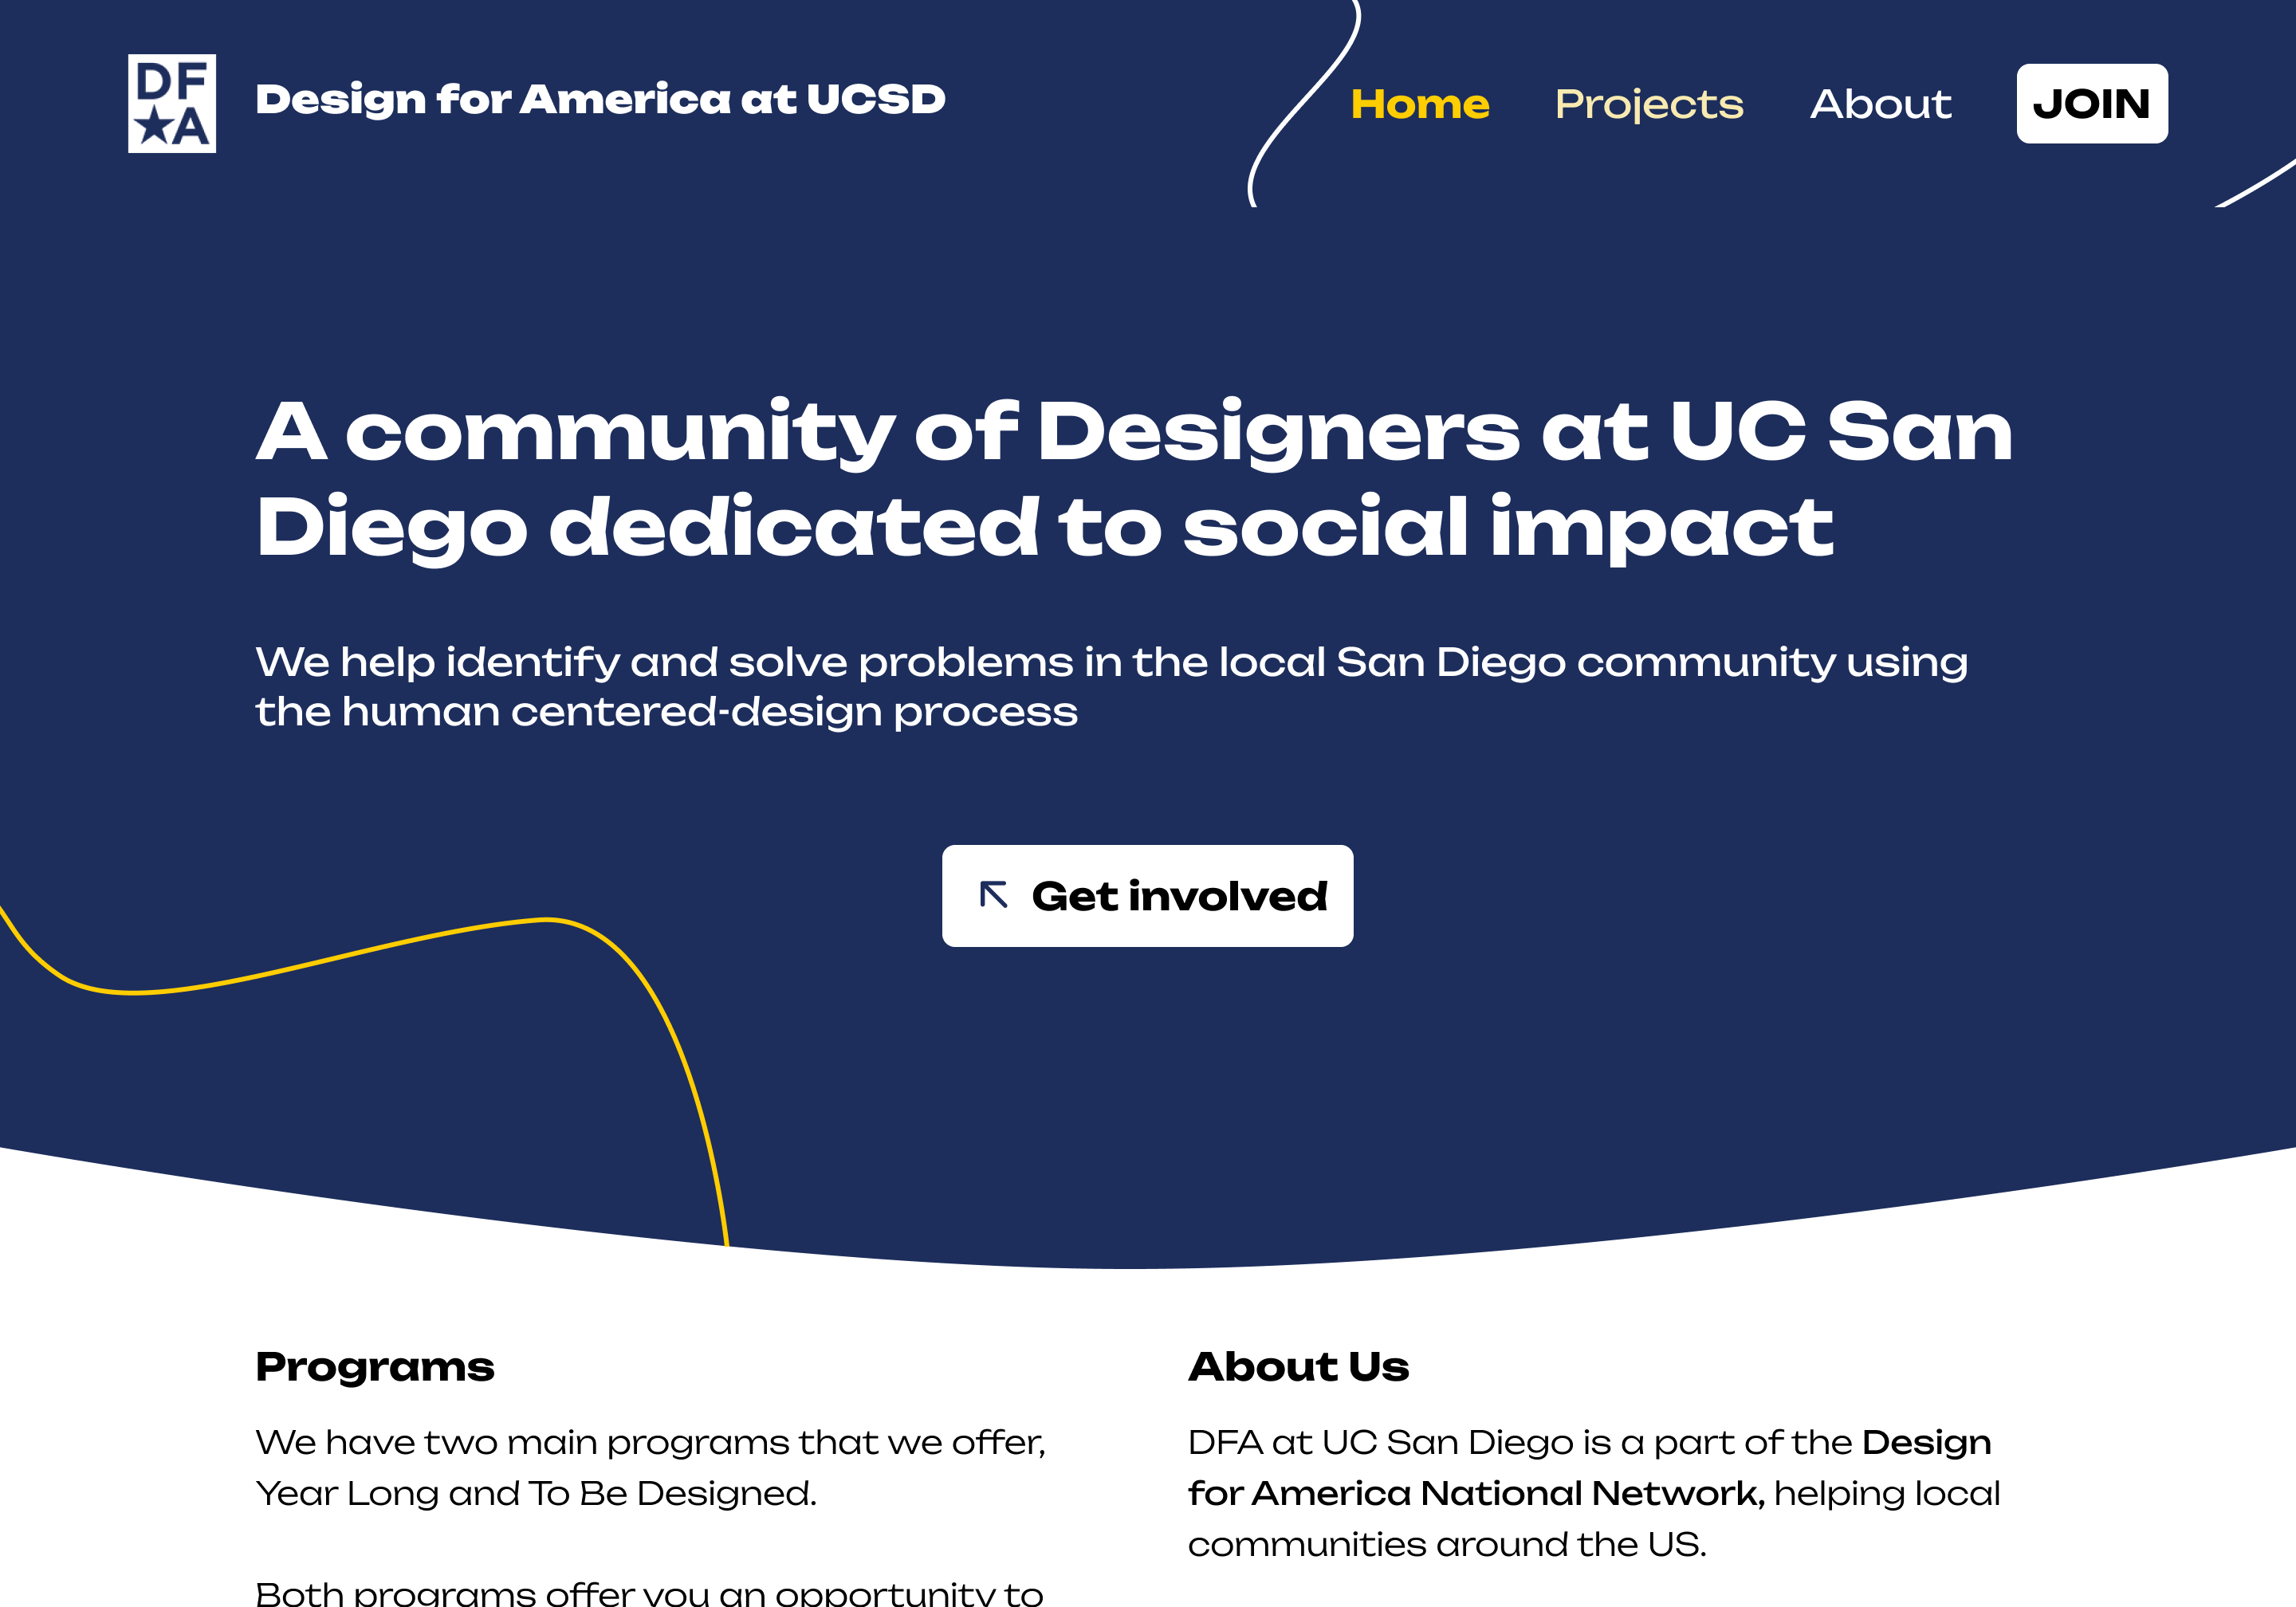 DF
★A
Design for America at UCSD
Home Projects About JOIN
A community of Designers at UC San
Diego dedicated to social impact
We help identify and solve problems in the local San Diego community using
the human centered-design process
Get involved
Programs
We have two main programs that we offer,
Year Long and To Be Designed.
Both programs offer you an opportunity to
About Us
DFA at UC San Diego is a part of the Design
for America National Network, helping local
communities around the US.